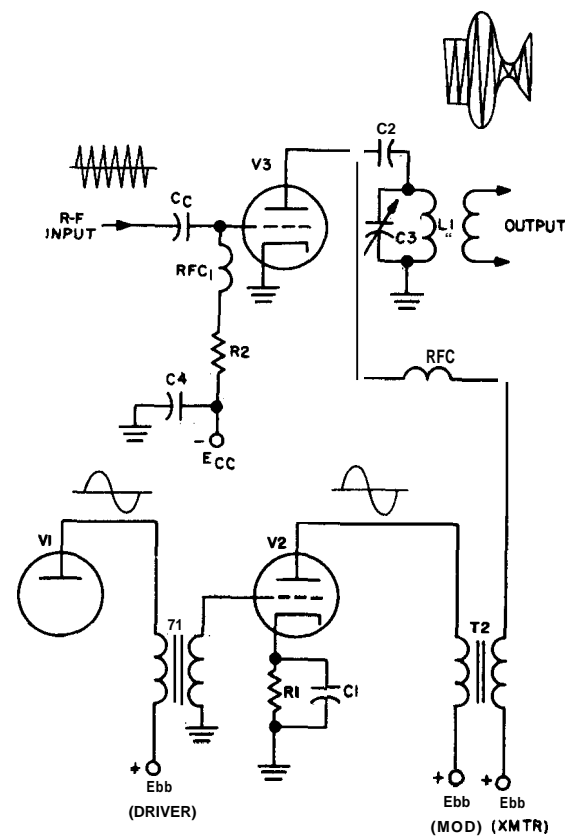 C2
V3
CC
R-F
INPUT
C3
L1
OUTPUT
RFC1
R2
RFC
C4
-
ECC
V1
V2
71
T2
R1
C1
+
Ebb
(DRIVER)
+
Ebb
(MOD)
+
Ebb
(XMTR)